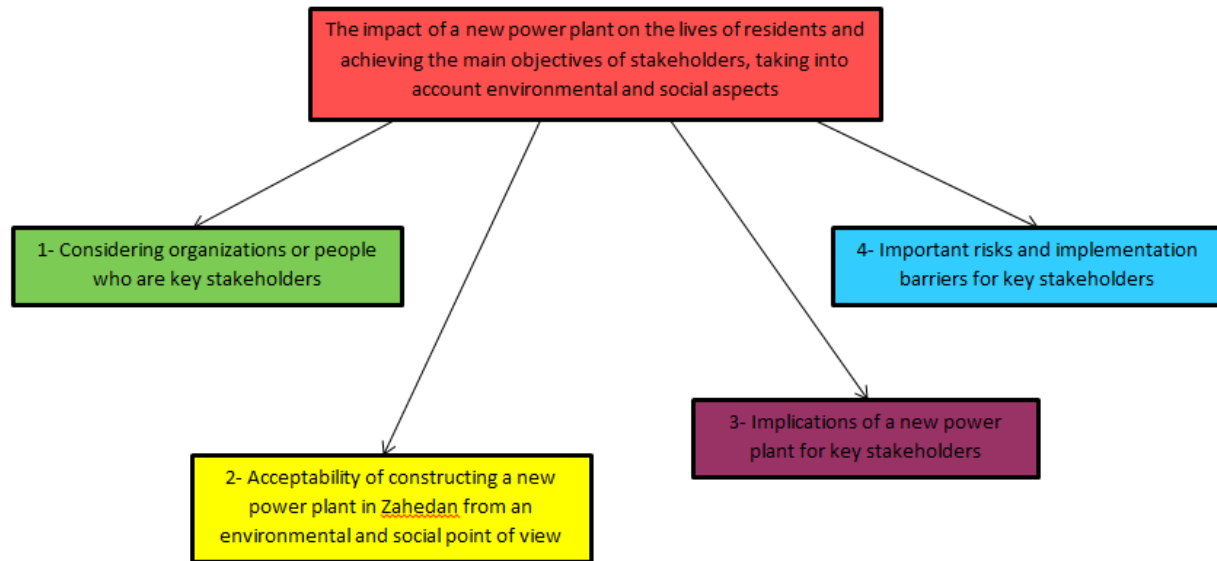 The impact of a new power plant on the lives of residents and
achieving the main objectives of stakeholders, taking into
account environmental and social aspects
1- Considering organizations or people
who are key stakeholders
4- Important risks and implementation
barriers for key stakeholders
3- Implications of a new power
plant for key stakeholders
2- Acceptability of constructing a new
power plant in Zahedan from an
environmental and social point of view